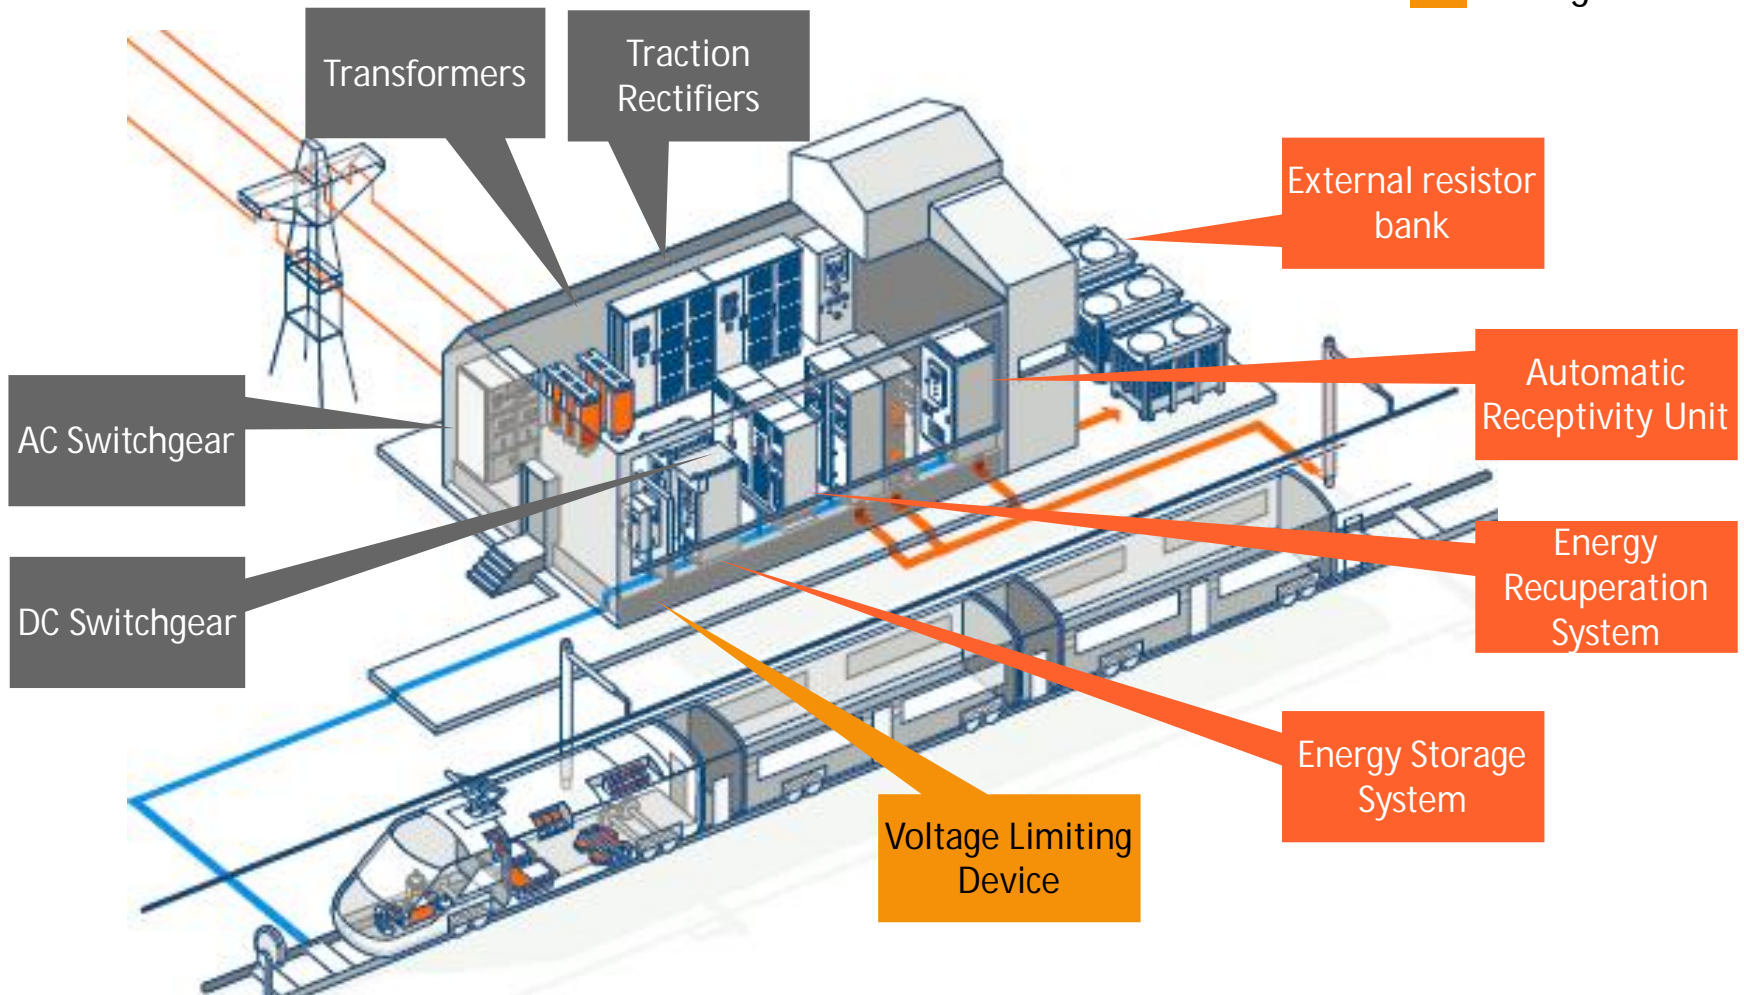 Transformers
Traction
Rectifiers
External resistor
bank
Automatic
Receptivity Unit
AC Switchgear
Energy
Recuperation
System
DC Switchgear
Energy Storage
System
Voltage Limiting
Device